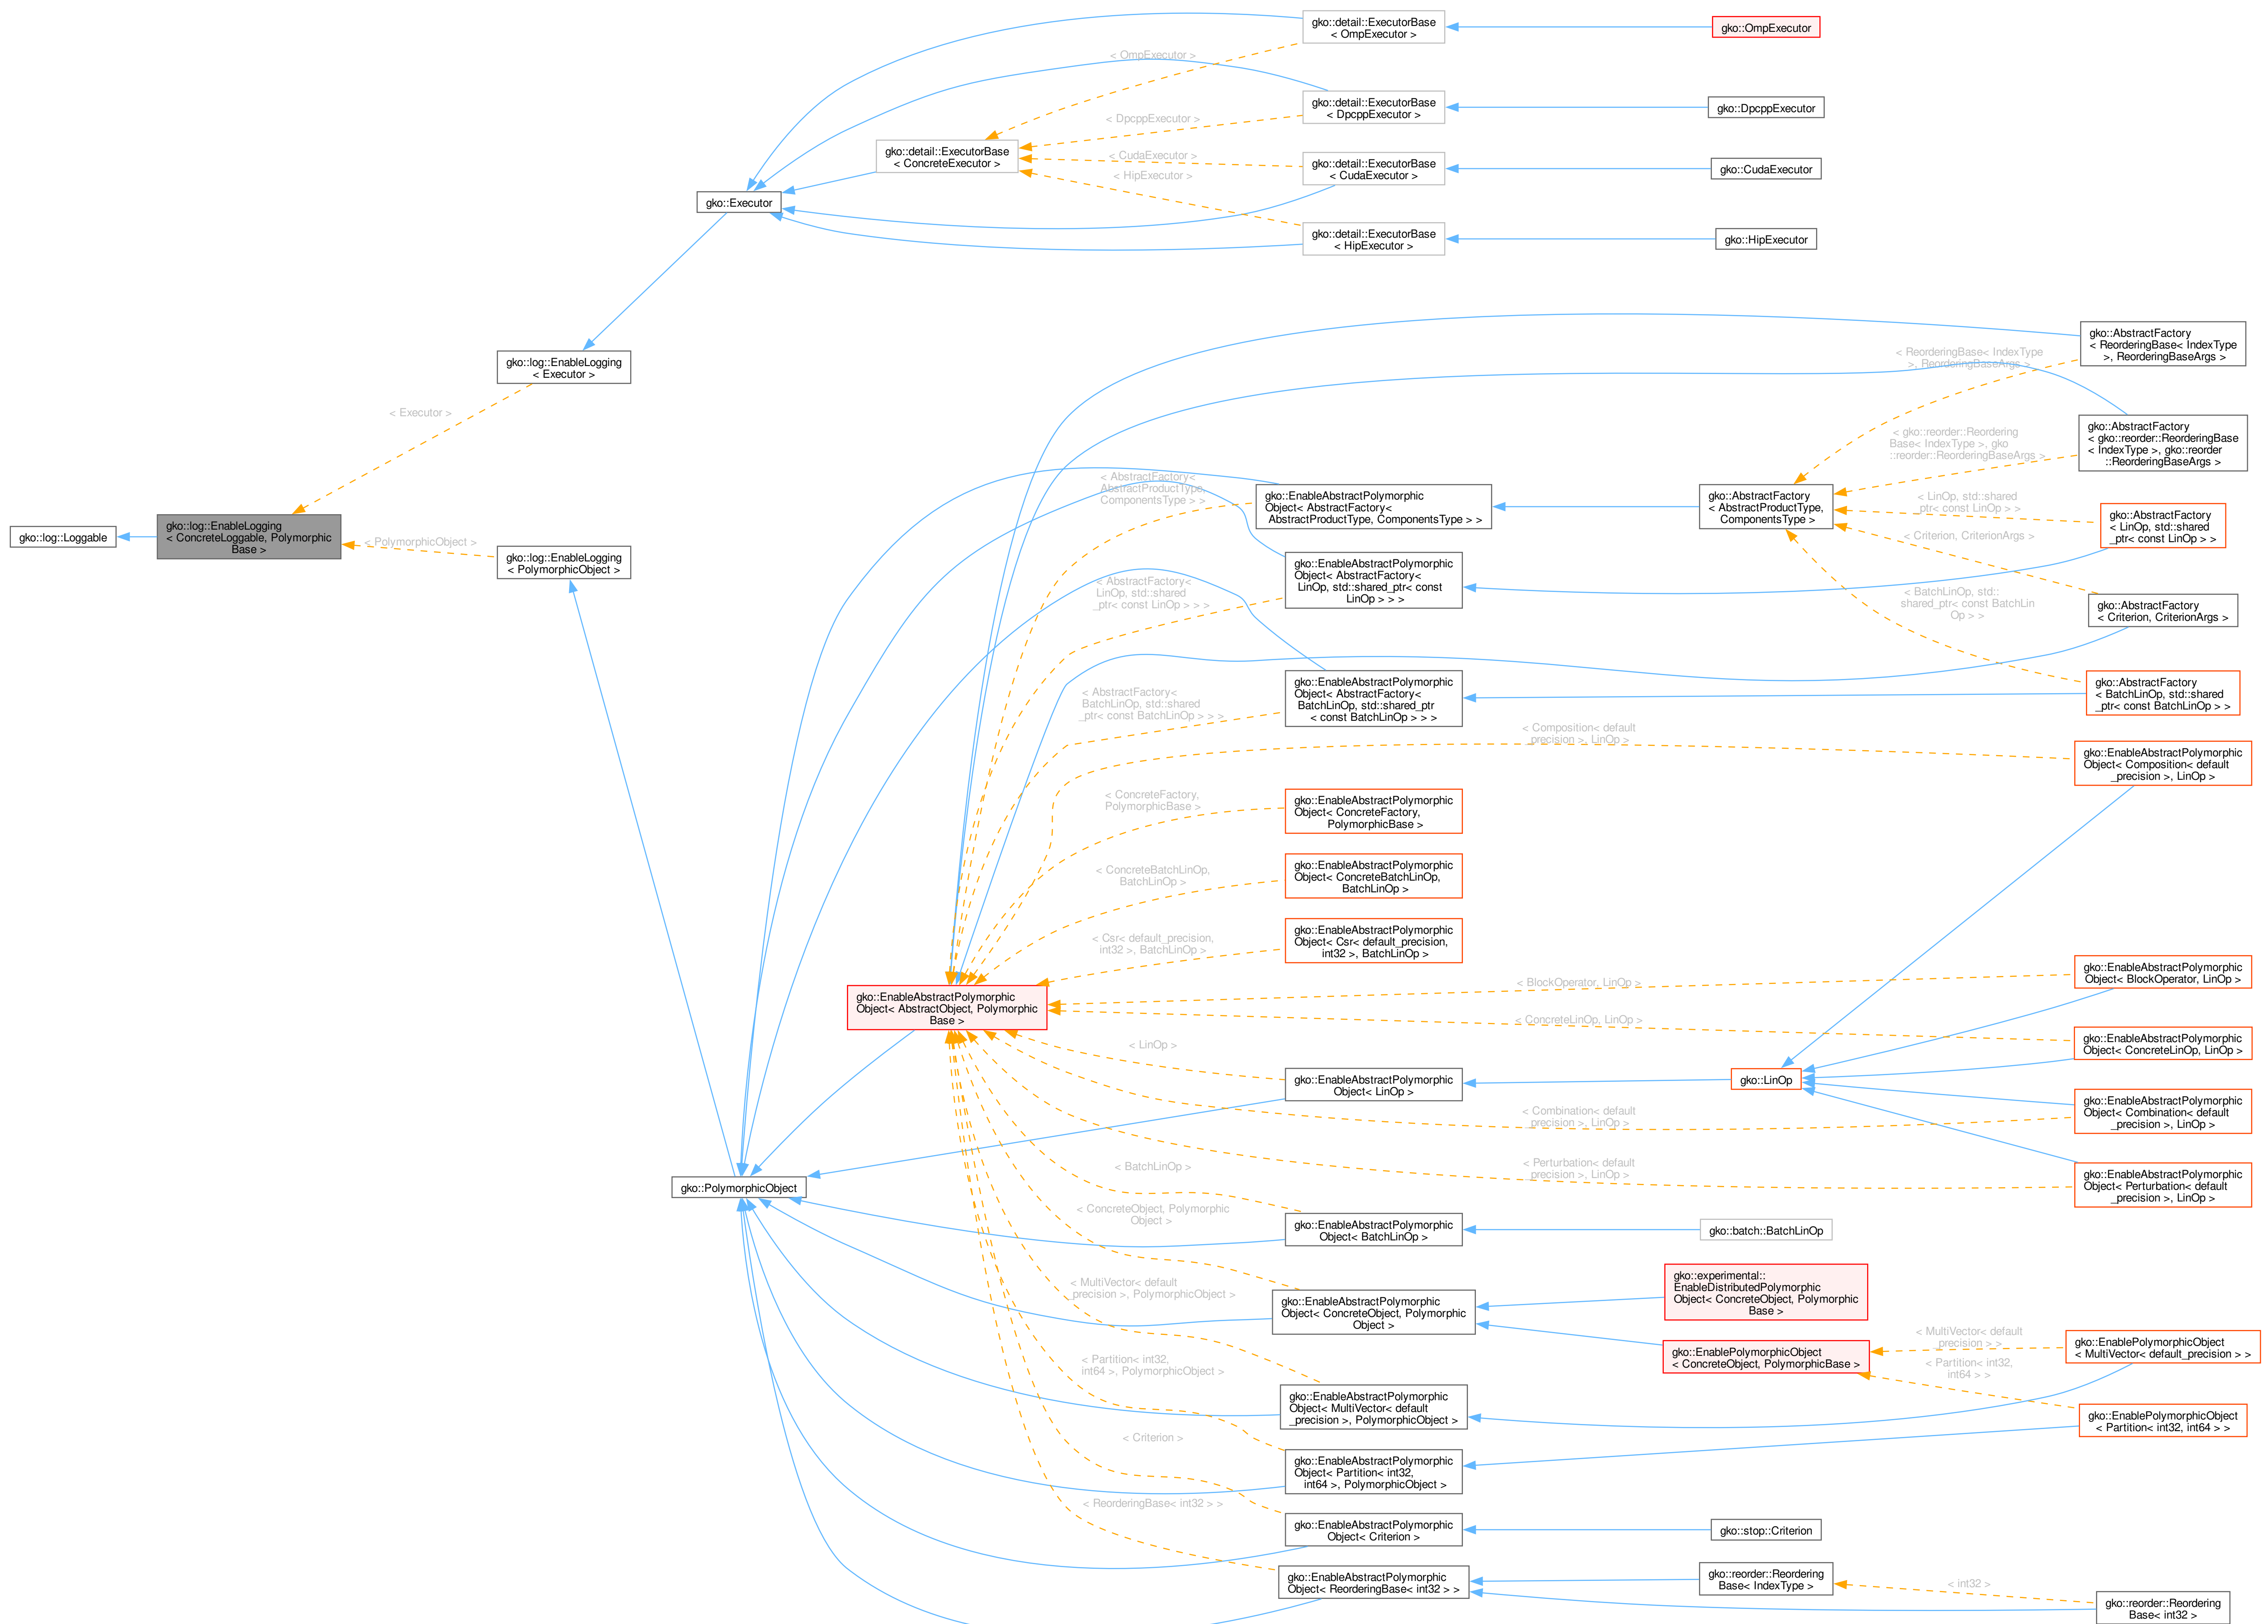 gko::log::Loggable
gko::log::EnableLogging
< ConcreteLoggable, Polymorphic
Base >
< Executor >
< PolymorphicObject >
gko::log::EnableLogging
< Executor >
gko::log::EnableLogging
< PolymorphicObject >
gko::Executor
gko::PolymorphicObject
gko::detail::ExecutorBase
< ConcreteExecutor >
< OmpExecutor >
< DpcppExecutor >
< CudaExecutor >
< HipExecutor >
gko::detail::ExecutorBase
< OmpExecutor >
gko::detail::ExecutorBase
< DpcppExecutor >
gko::detail::ExecutorBase
< CudaExecutor >
gko::detail::ExecutorBase
< HipExecutor >
gko::OmpExecutor
gko::DpcppExecutor
gko::CudaExecutor
gko::HipExecutor
gko::EnableAbstractPolymorphic
Object< AbstractObject, Polymorphic
Base >
< AbstractFactory<
AbstractProductType,
ComponentsType > >
< AbstractFactory<
LinOp, std::shared
_ptr< const LinOp > > >
< AbstractFactory<
BatchLinOp, std::shared
_ptr< const BatchLinOp > > >
< ConcreteFactory,
PolymorphicBase >
< ConcreteBatchLinOp,
BatchLinOp >
< Csr< default_precision,
int32 >, BatchLinOp >
< LinOp >
< BatchLinOp >
< ConcreteObject, Polymorphic
Object >
< MultiVector< default
_precision >, PolymorphicObject >
< Partition< int32,
int64 >, PolymorphicObject >
< Criterion >
< ReorderingBase< int32 > >
gko::EnableAbstractPolymorphic
Object< AbstractFactory<
AbstractProductType, ComponentsType > >
gko::EnableAbstractPolymorphic
Object< AbstractFactory<
LinOp, std::shared_ptr< const
LinOp > > >
gko::EnableAbstractPolymorphic
Object< AbstractFactory<
BatchLinOp, std::shared_ptr
< const BatchLinOp > > >
gko::EnableAbstractPolymorphic
Object< ConcreteFactory,
PolymorphicBase >
gko::EnableAbstractPolymorphic
Object< ConcreteBatchLinOp,
BatchLinOp >
gko::EnableAbstractPolymorphic
Object< Csr< default_precision,
int32 >, BatchLinOp >
gko::EnableAbstractPolymorphic
Object< LinOp >
gko::EnableAbstractPolymorphic
Object< BatchLinOp >
gko::EnableAbstractPolymorphic
Object< ConcreteObject, Polymorphic
Object >
gko::EnableAbstractPolymorphic
Object< MultiVector< default
_precision >, PolymorphicObject >
gko::EnableAbstractPolymorphic
Object< Partition< int32,
int64 >, PolymorphicObject >
gko::EnableAbstractPolymorphic
Object< Criterion >
gko::EnableAbstractPolymorphic
Object< ReorderingBase< int32 > >
< Composition< default
_precision >, LinOp >
< BlockOperator, LinOp >
< ConcreteLinOp, LinOp >
< Combination< default
_precision >, LinOp >
< Perturbation< default
_precision >, LinOp >
gko::AbstractFactory
< AbstractProductType,
ComponentsType >
gko::LinOp
gko::batch::BatchLinOp
gko::experimental::
EnableDistributedPolymorphic
Object< ConcreteObject, Polymorphic
Base >
gko::EnablePolymorphicObject
< ConcreteObject, PolymorphicBase >
gko::stop::Criterion
gko::reorder::Reordering
Base< IndexType >
< ReorderingBase< IndexType
>, ReorderingBaseArgs >
< gko::reorder::Reordering
Base< IndexType >, gko
::reorder::ReorderingBaseArgs >
< LinOp, std::shared
_ptr< const LinOp > >
< Criterion, CriterionArgs >
< BatchLinOp, std::
shared_ptr< const BatchLin
Op > >
< MultiVector< default
_precision > >
< Partition< int32,
int64 > >
< int32 >
gko::AbstractFactory
< ReorderingBase< IndexType
>, ReorderingBaseArgs >
gko::AbstractFactory
< gko::reorder::ReorderingBase
< IndexType >, gko::reorder
::ReorderingBaseArgs >
gko::AbstractFactory
< LinOp, std::shared
_ptr< const LinOp > >
gko::AbstractFactory
< Criterion, CriterionArgs >
gko::AbstractFactory
< BatchLinOp, std::shared
_ptr< const BatchLinOp > >
gko::EnableAbstractPolymorphic
Object< Composition< default
_precision >, LinOp >
gko::EnableAbstractPolymorphic
Object< BlockOperator, LinOp >
gko::EnableAbstractPolymorphic
Object< ConcreteLinOp, LinOp >
gko::EnableAbstractPolymorphic
Object< Combination< default
_precision >, LinOp >
gko::EnableAbstractPolymorphic
Object< Perturbation< default
_precision >, LinOp >
gko::EnablePolymorphicObject
< MultiVector< default_precision > >
gko::EnablePolymorphicObject
< Partition< int32, int64 > >
gko::reorder::Reordering
Base< int32 >